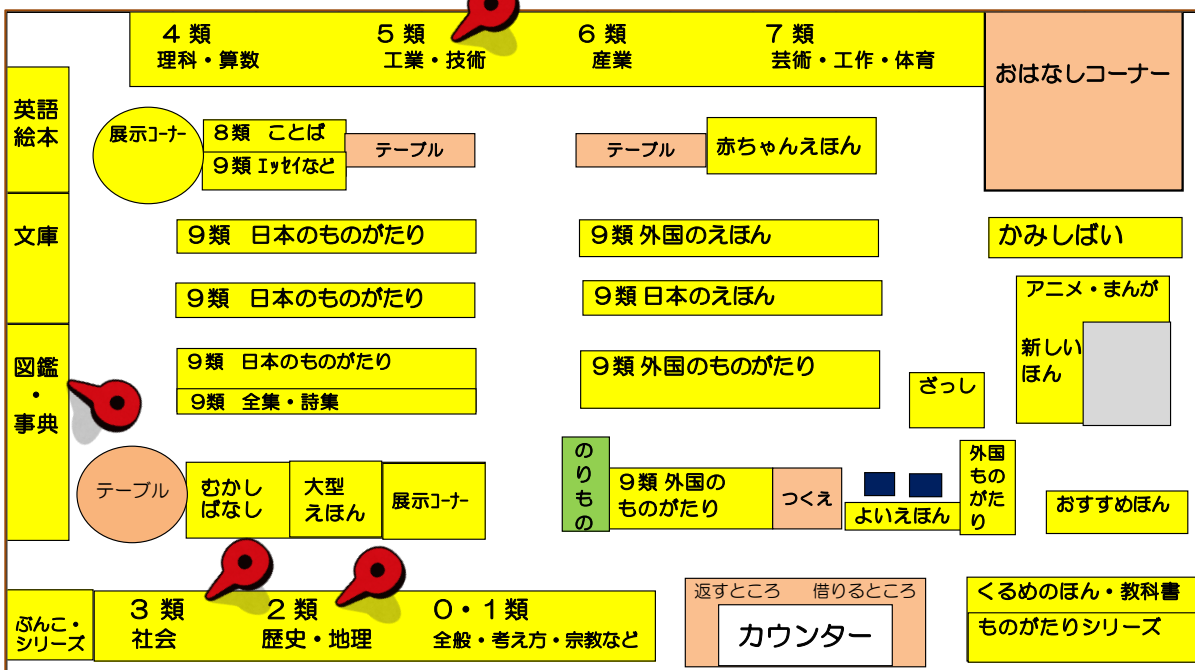 ４ 類
理科・算数
５ 類
工業・技術
６ 類
産業
７ 類
芸術・工作・体育
おはなしコーナー
英語
絵本
展示ｺｰﾅｰ
８類　ことば
９類 ｴｯｾｲなど
テーブル
テーブル
赤ちゃんえほん
文庫
９類　日本のものがたり
９類 外国のえほん
かみしばい
９類　日本のものがたり
９類 日本のえほん
アニメ・まんが
新しい
ほん
図鑑
・
事典
９類　日本のものがたり
９類　全集・詩集
９類 外国のものがたり
ざっし
テーブル
むかし
ばなし
大型
えほん
展示ｺｰﾅｰ
のりもの
９類 外国の
ものがたり
つくえ
よいえほん
外国
もの
がた
り
おすすめほん
ぶんこ・
シリーズ
３ 類
社会
２ 類
歴史・地理
０・１類
全般・考え方・宗教など
返すところ
借りるところ
カウンター
くるめのほん・教科書
ものがたりシリーズ